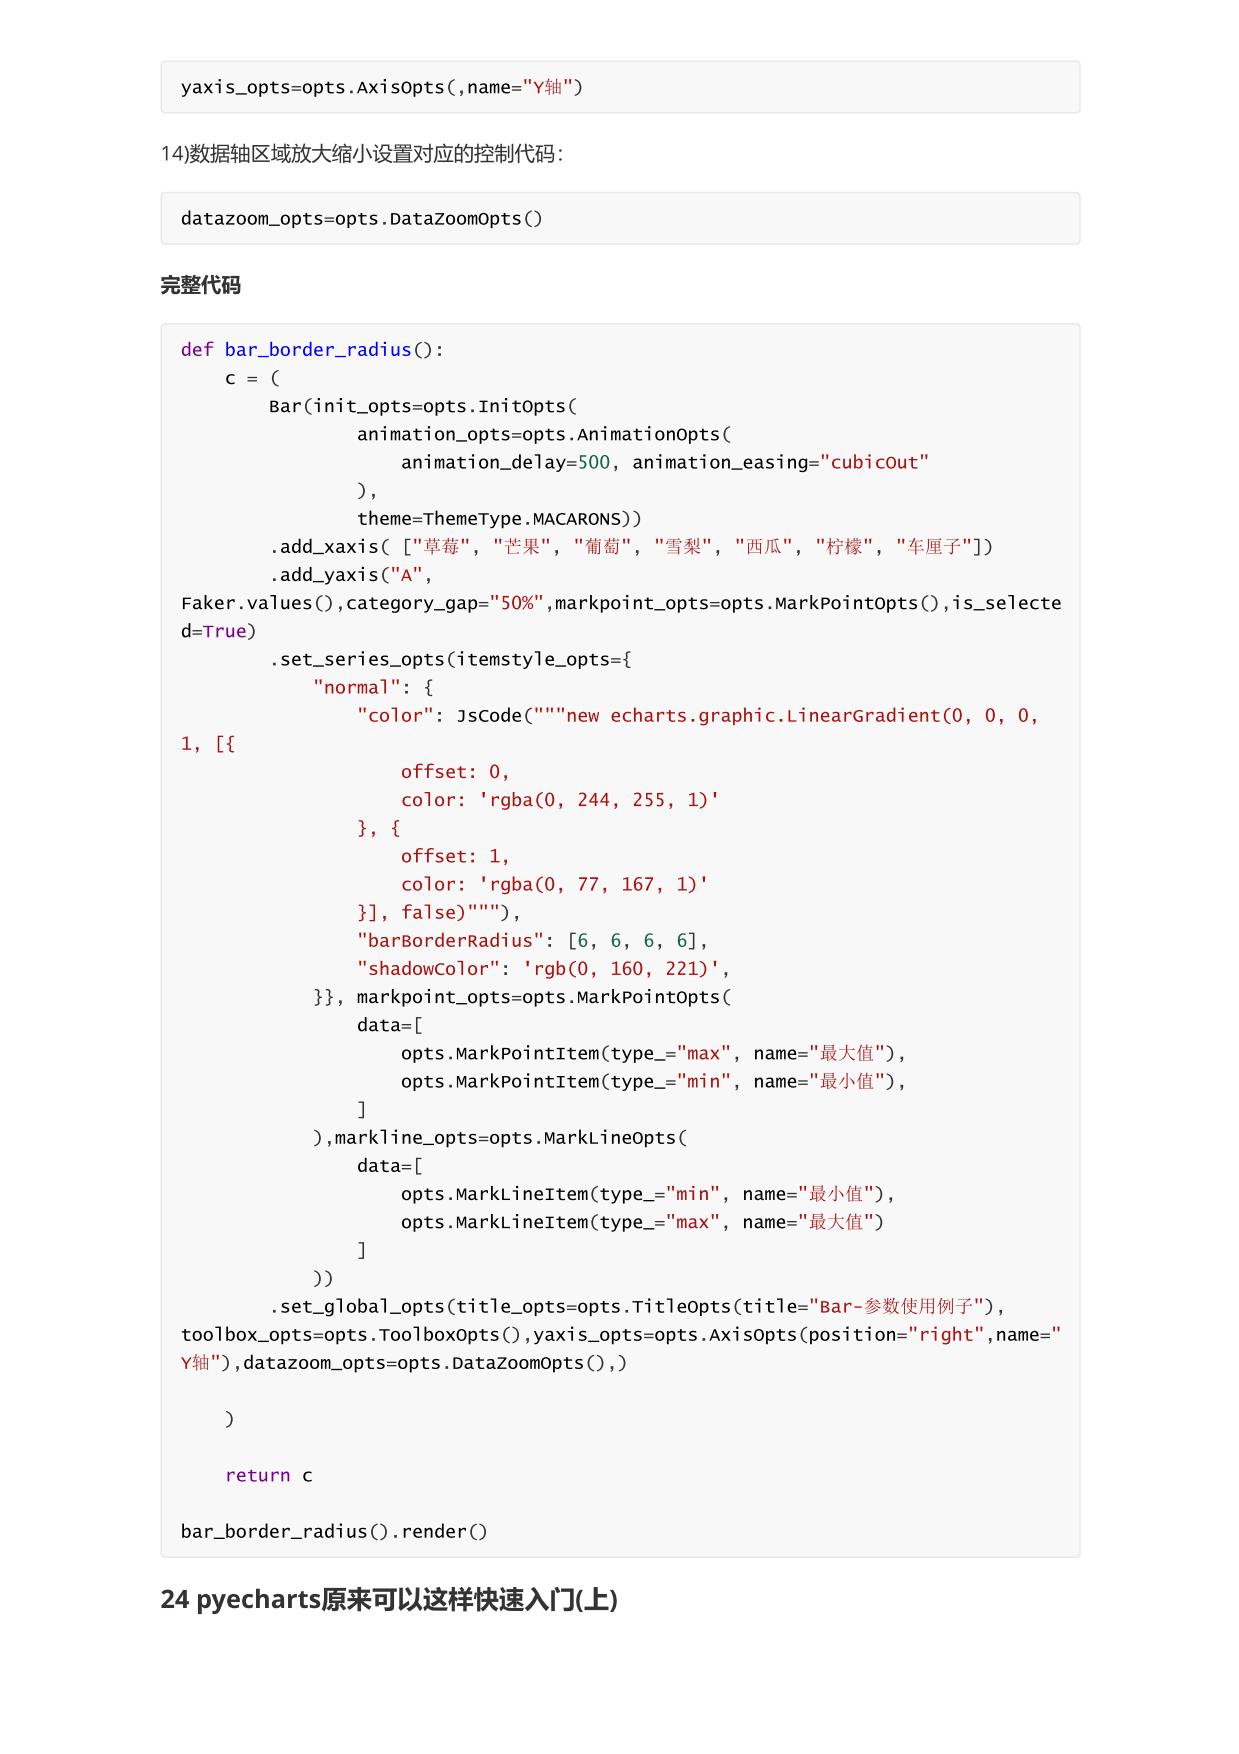 yaxis_opts=opts.AxisOpts(,name="Y轴")
14)数据轴区域放大缩小设置对应的控制代码：
datazoom_opts=opts.DataZoomOpts()
完整代码
def bar_border_radius():
    c = (
        Bar(init_opts=opts.InitOpts(
                animation_opts=opts.AnimationOpts(
                    animation_delay=500, animation_easing="cubicOut"
                ),
                theme=ThemeType.MACARONS))
        .add_xaxis( ["草莓", "芒果", "葡萄", "雪梨", "西瓜", "柠檬", "车厘子"])
        .add_yaxis("A",
Faker.values(),category_gap="50%",markpoint_opts=opts.MarkPointOpts(),is_selecte
d=True)
        .set_series_opts(itemstyle_opts={
            "normal": {
                "color": JsCode("""new echarts.graphic.LinearGradient(0, 0, 0,
1, [{
                    offset: 0,
                    color: 'rgba(0, 244, 255, 1)'
                }, {
                    offset: 1,
                    color: 'rgba(0, 77, 167, 1)'
                }], false)"""),
                "barBorderRadius": [6, 6, 6, 6],
                "shadowColor": 'rgb(0, 160, 221)',
            }}, markpoint_opts=opts.MarkPointOpts(
                data=[
                    opts.MarkPointItem(type_="max", name="最大值"),
                    opts.MarkPointItem(type_="min", name="最小值"),
                ]
            ),markline_opts=opts.MarkLineOpts(
                data=[
                    opts.MarkLineItem(type_="min", name="最小值"),
                    opts.MarkLineItem(type_="max", name="最大值")
                ]
            ))
        .set_global_opts(title_opts=opts.TitleOpts(title="Bar-参数使用例子"),
toolbox_opts=opts.ToolboxOpts(),yaxis_opts=opts.AxisOpts(position="right",name="
Y轴"),datazoom_opts=opts.DataZoomOpts(),)
    )
    return c
bar_border_radius().render()
24 pyecharts原来可以这样快速入门(上)